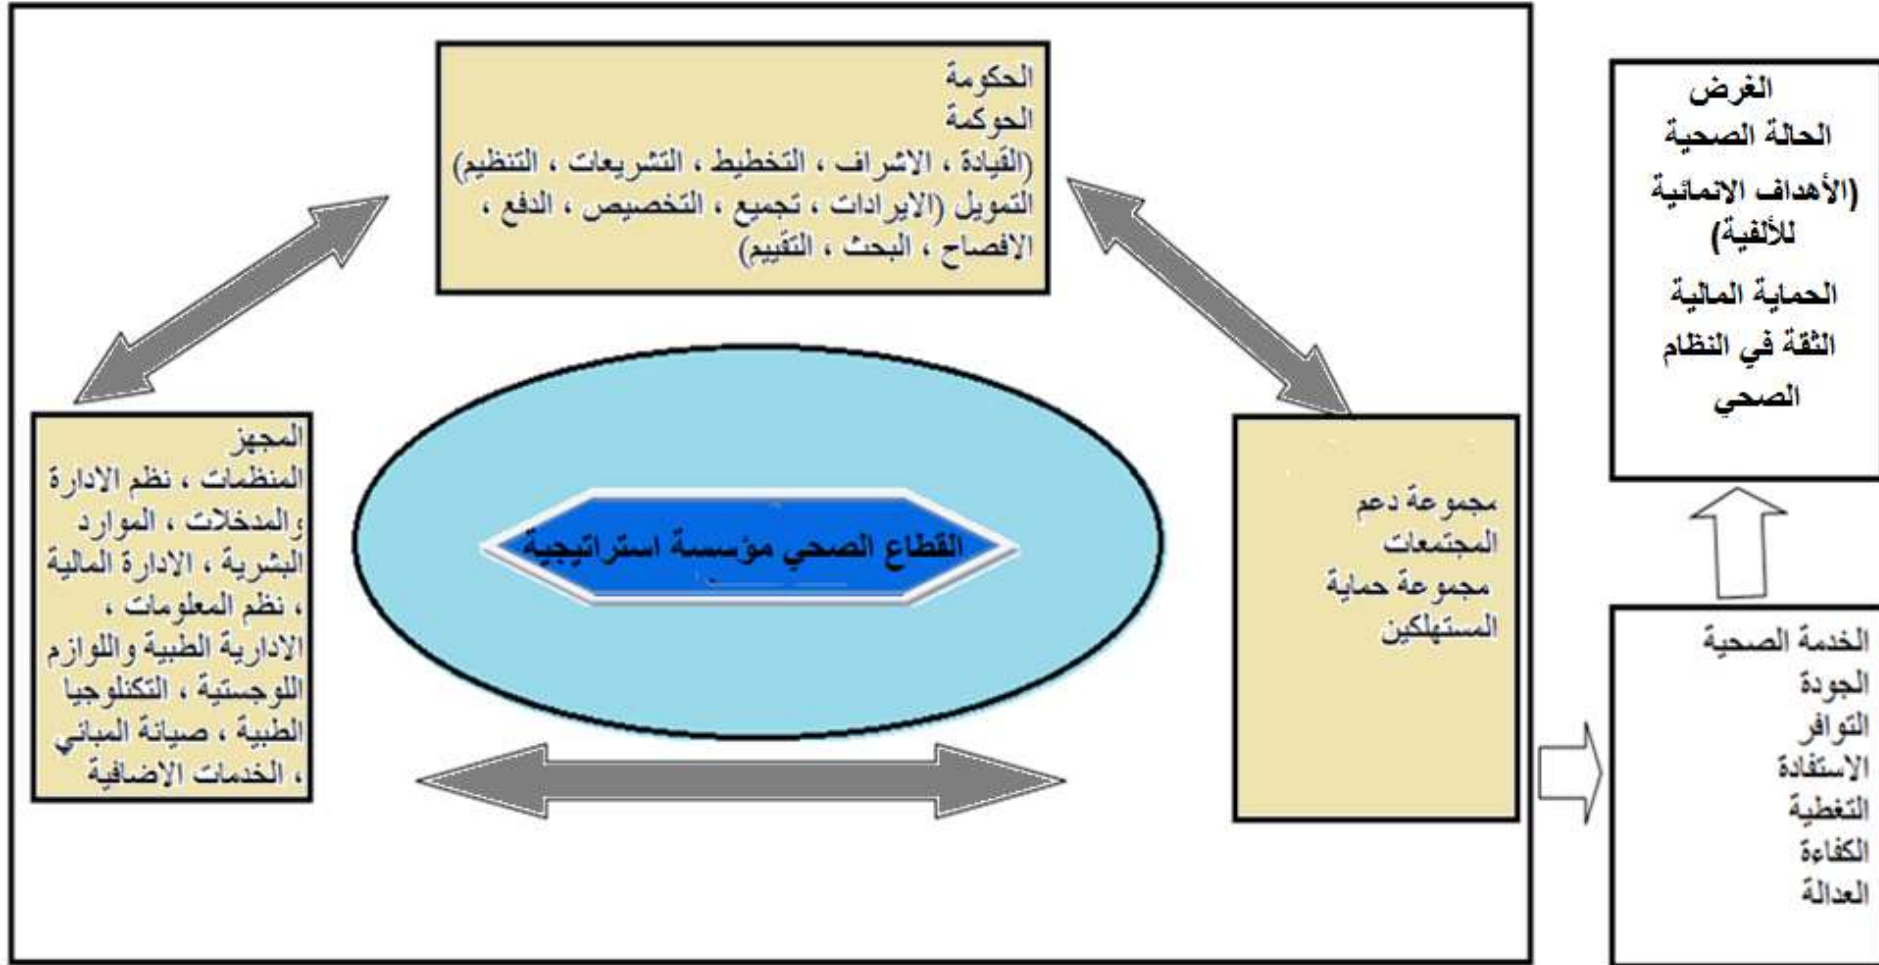 الحكومة
الحوكمة
(القيادة ، الاشراف ، التخطيط ، التشريعات ، التنظيم)
التمويل (الايرادات ، تجميع ، التخصيص ، الدفع ،
الافصاح ، البحث ، التقييم)
الغرض
الحالة الصحية
(الأهداف الانمائية
للألفية)
الحماية المالية
الثقة في النظام
الصحي
القطاع الصحي مؤسسة استراتيجية
مجموعة دعم
المجتمعات
مجموعة حماية
المستهلكين
المجهز
المنظمات ، نظم الادارة
والمدخلات ، الموارد
البشرية ، الادارة المالية
، نظم المعلومات ،
الادارية الطبية واللوازم
اللوجستية ، التكنلوجيا
الطبية ، صيانة المباني
، الخدمات الاضافية
الخدمة الصحية
الجودة
التوافر
الاستفادة
التغطية
الكفاءة
العدالة